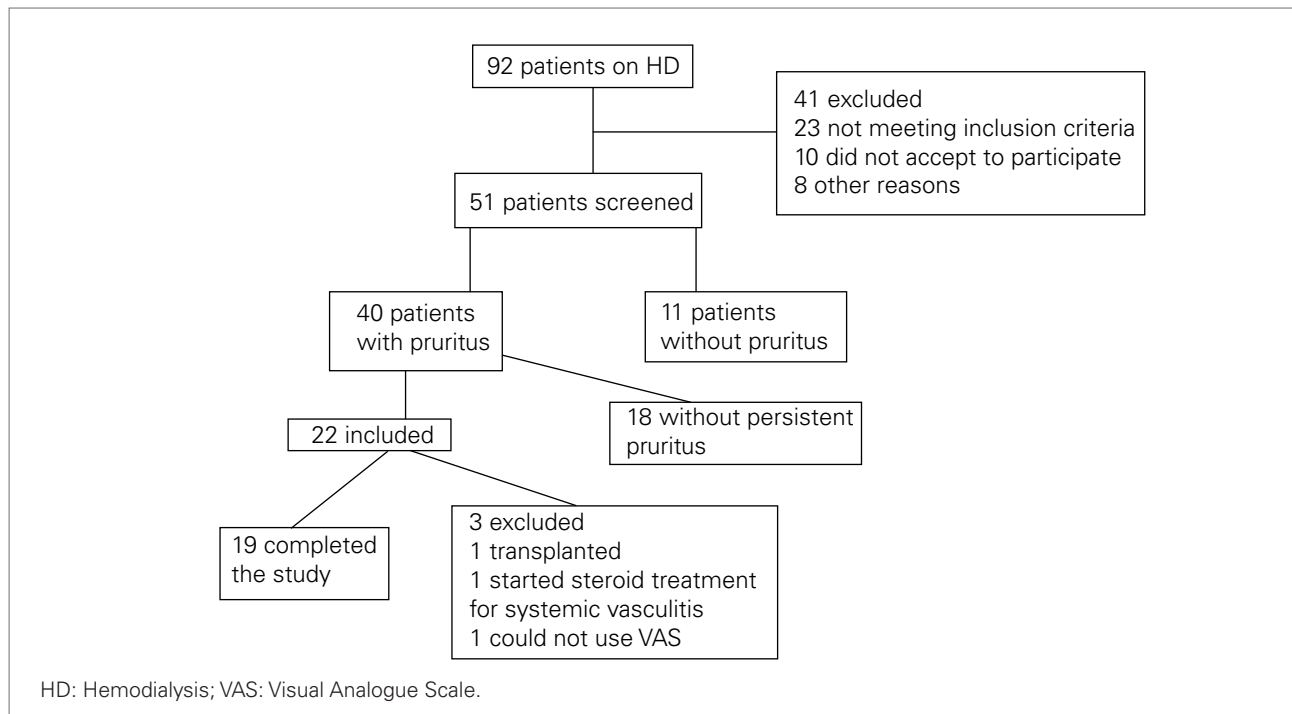 92 patients on HD
41 excluded
23 not meeting inclusion criteria
10 did not accept to participate
8 other reasons
51 patients screened
40 patients
with pruritus
11 patients
without pruritus
18 without persistent
pruritus
22 included
19 completed
the study
3 excluded
1 transplanted
1 started steroid treatment
for systemic vasculitis
1 could not use VAS
HD: Hemodialysis; VAS: Visual Analogue Scale.